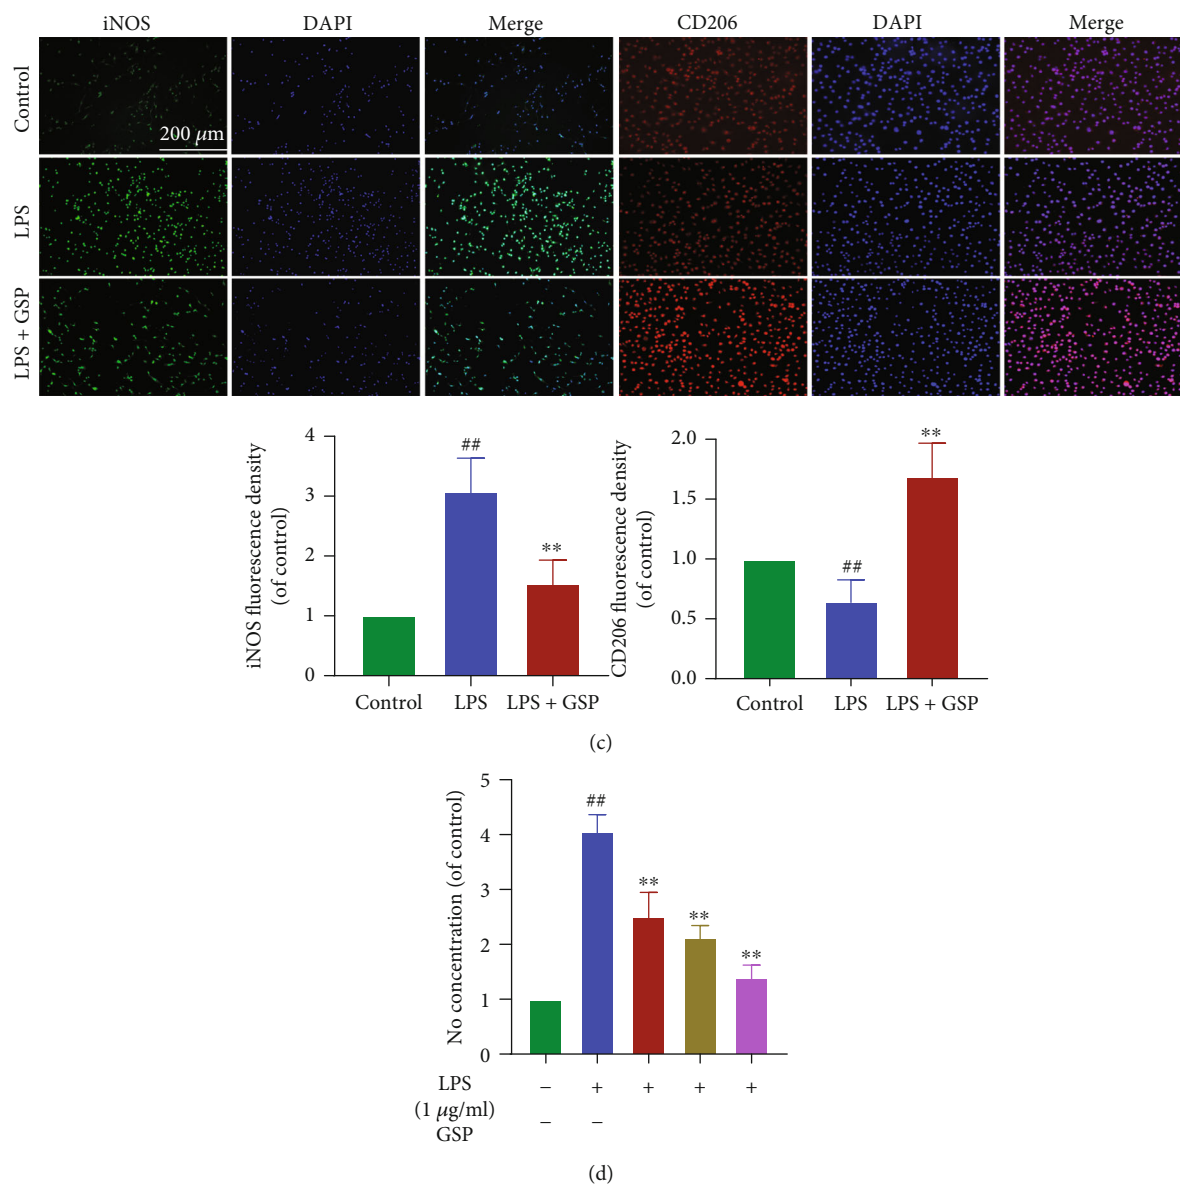 iNOS DAPI Merge CD206 DAPI Merge
Control
200 μm
LPS
LPS + GSP
iNOS fluorescence density
(of control)
4
3
2
1
0
##
**
Control LPS LPS + GSP
CD206 fluorescence density
(of control)
2.0
1.5
1.0
0.5
0.0
##
**
Control LPS LPS + GSP
(c)
No concentration (of control)
5
4
3
2
1
0
##
**
**
**
LPS – + + + +
(1 μg/ml)
GSP – –
(d)